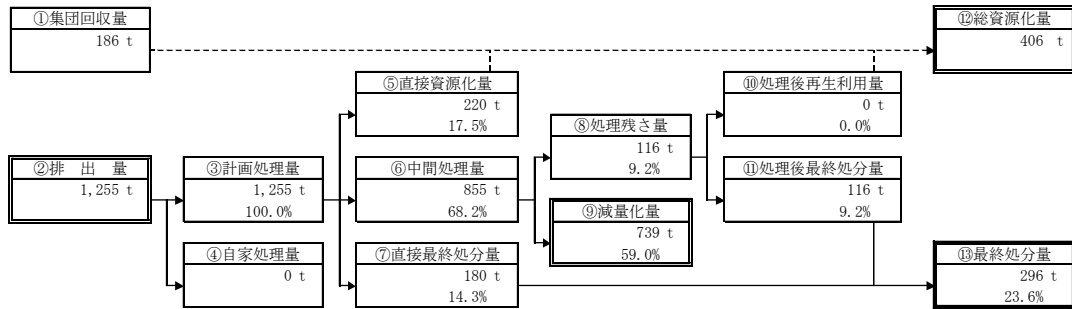 ①集団回収量
186 t
⑫総資源化量
406 t
⑤直接資源化量
220 t
17.5%
⑩処理後再生利用量
0 t
0.0%
⑧処理残さ量
116 t
9.2%
②排 出 量
1,255 t
③計画処理量
1,255 t
100.0%
⑥中間処理量
855 t
68.2%
⑪処理後最終処分量
116 t
9.2%
⑨減量化量
739 t
59.0%
④自家処理量
0 t
⑦直接最終処分量
180 t
14.3%
⑬最終処分量
296 t
23.6%